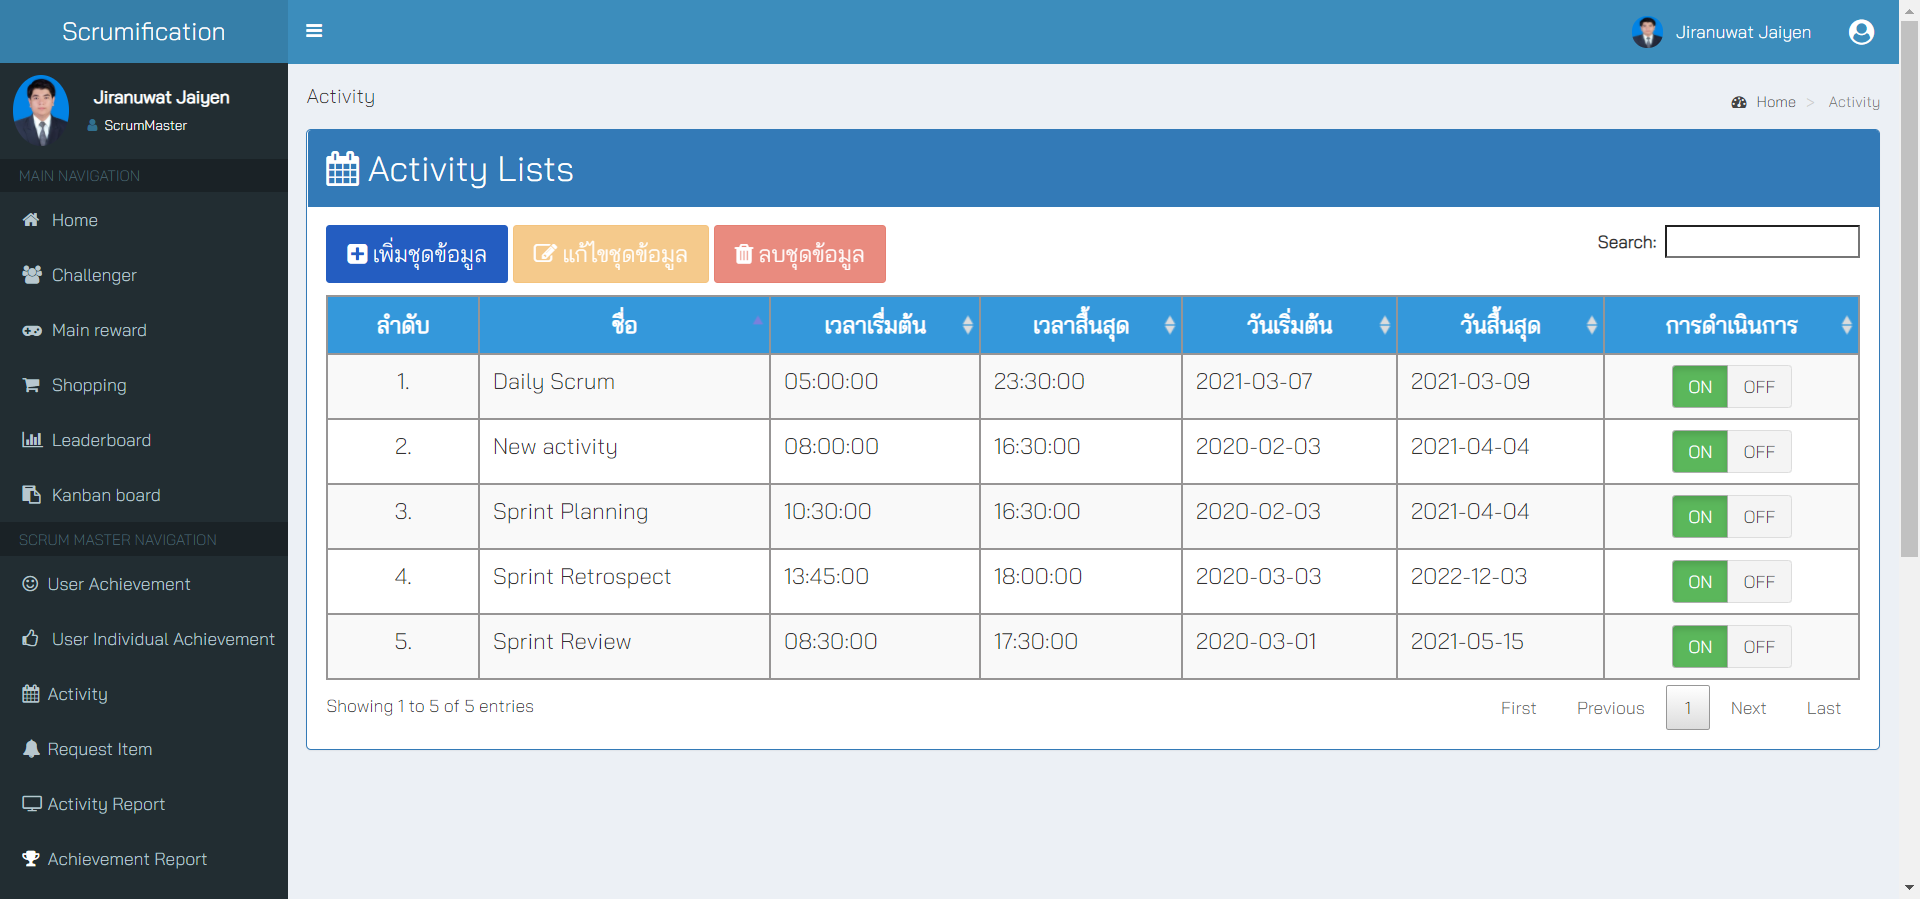 Scrumification
Jiranuwat Jaiyen
Jiranuwat Jaiyen
ScrumMaster
MAIN NAVIGATION
Home
Challenger
Main reward
Shopping
Leaderboard
Kanban board
SCRUM MASTER NAVIGATION
User Achievement
User Individual Achievement
Activity
Request Item
Activity Report
Achievement Report
Activity
Home > Activity
Activity Lists
เพิ่มชุดข้อมูล แก้ไขชุดข้อมูล ลบชุดข้อมูล
Search:
ลำดับ ชื่อ เวลาเริ่มต้น เวลาสิ้นสุด วันเริ่มต้น วันสิ้นสุด การดำเนินการ
1. Daily Scrum 05:00:00 23:30:00 2021-03-07 2021-03-09 ON OFF
2. New activity 08:00:00 16:30:00 2020-02-03 2021-04-04 ON OFF
3. Sprint Planning 10:30:00 16:30:00 2020-02-03 2021-04-04 ON OFF
4. Sprint Retrospect 13:45:00 18:00:00 2020-03-03 2022-12-03 ON OFF
5. Sprint Review 08:30:00 17:30:00 2020-03-01 2021-05-15 ON OFF
Showing 1 to 5 of 5 entries
First Previous 1 Next Last